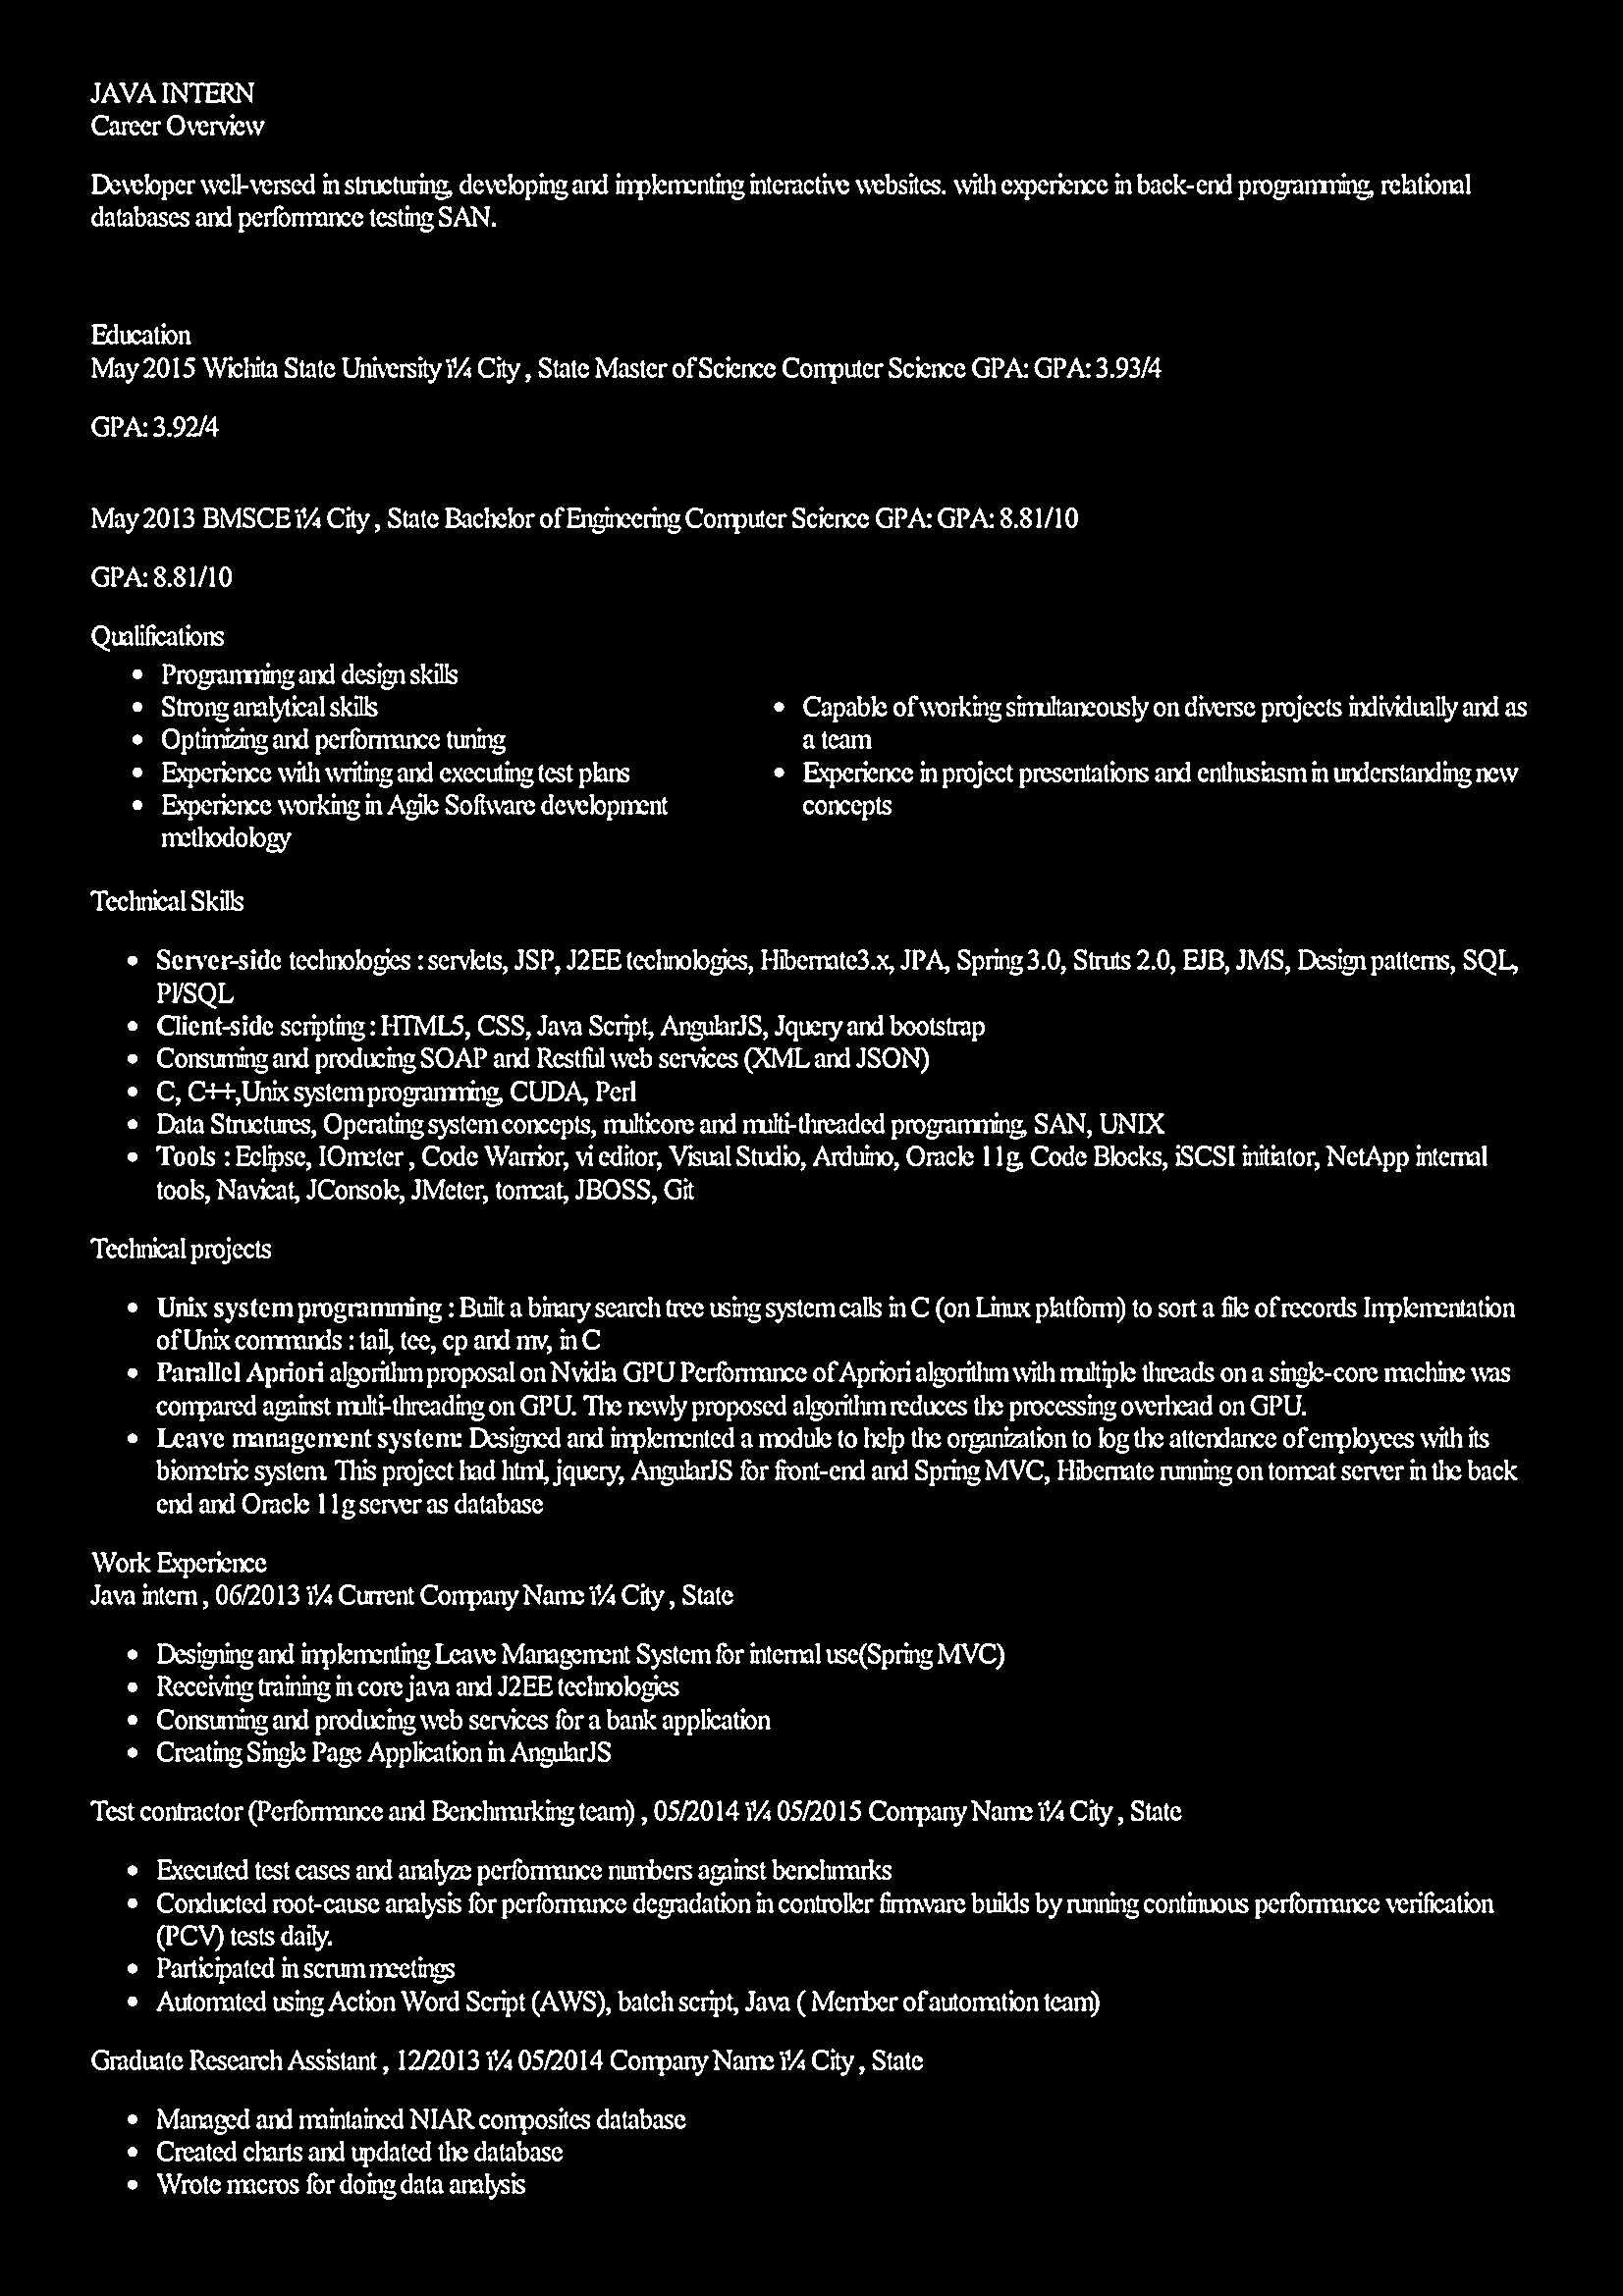 JAVA INTERN
Career Overview
Developer well-versed in structuring, developing and implementing interactive websites. with experience in back-end programming, relational
databases and performance testing SAN.
Education
May 2015 Wichita State University ï¼ City , State Master of Science Computer Science GPA: GPA: 3.93/4
GPA: 3.92/4
May 2013 BMSCE ï¼ City , State Bachelor of Engineering Computer Science GPA: GPA: 8.81/10
GPA: 8.81/10
Qualifications
• Programming and design skills
• Strong analytical skills
• Optimizing and performance tuning
• Experience with writing and executing test plans
• Experience working in Agile Software development
methodology
• Capable of working simultaneously on diverse projects individually and as
a team
• Experience in project presentations and enthusiasm in understanding new
concepts
Technical Skills
• Server-side technologies : servlets, JSP, J2EE technologies, Hibernate3.x, JPA, Spring 3.0, Struts 2.0, EJB, JMS, Design patterns, SQL,
Pl/SQL
• Client-side scripting : HTML5, CSS, Java Script, AngularJS, Jquery and bootstrap
• Consuming and producing SOAP and Restful web services (XML and JSON)
• C, C++,Unix system programming, CUDA, Perl
• Data Structures, Operating system concepts, multicore and multi-threaded programming, SAN, UNIX
• Tools : Eclipse, IOmeter , Code Warrior, vi editor, Visual Studio, Arduino, Oracle 11g, Code Blocks, iSCSI initiator, NetApp internal
tools, Navicat, JConsole, JMeter, tomcat, JBOSS, Git
Technical projects
• Unix system programming : Built a binary search tree using system calls in C (on Linux platform) to sort a file of records Implementation
of Unix commands : tail, tee, cp and mv, in C
• Parallel Apriori algorithm proposal on Nvidia GPU Performance of Apriori algorithm with multiple threads on a single-core machine was
compared against multi-threading on GPU. The newly proposed algorithm reduces the processing overhead on GPU.
• Leave management system: Designed and implemented a module to help the organization to log the attendance of employees with its
biometric system. This project had html, jquery, AngularJS for front-end and Spring MVC, Hibernate running on tomcat server in the back
end and Oracle 11g server as database
Work Experience
Java intern , 06/2013 ï¼ Current Company Name ï¼ City , State
• Designing and implementing Leave Management System for internal use(Spring MVC)
• Receiving training in core java and J2EE technologies
• Consuming and producing web services for a bank application
• Creating Single Page Application in AngularJS
Test contractor (Performance and Benchmarking team) , 05/2014 ï¼ 05/2015 Company Name ï¼ City , State
• Executed test cases and analyze performance numbers against benchmarks
• Conducted root-cause analysis for performance degradation in controller firmware builds by running continuous performance verification
(PCV) tests daily.
• Participated in scrum meetings
• Automated using Action Word Script (AWS), batch script, Java ( Member of automation team)
Graduate Research Assistant , 12/2013 ï¼ 05/2014 Company Name ï¼ City , State
• Managed and maintained NIAR composites database
• Created charts and updated the database
• Wrote macros for doing data analysis